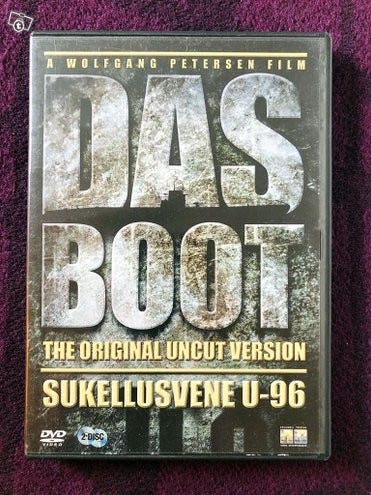 A WOLFGANG PETERSEN FILM
DAS
BOOT
THE ORIGINAL UNCUT VERSION
SUKELLUSVENE U-96
DVD
VIDEO
2-DISC